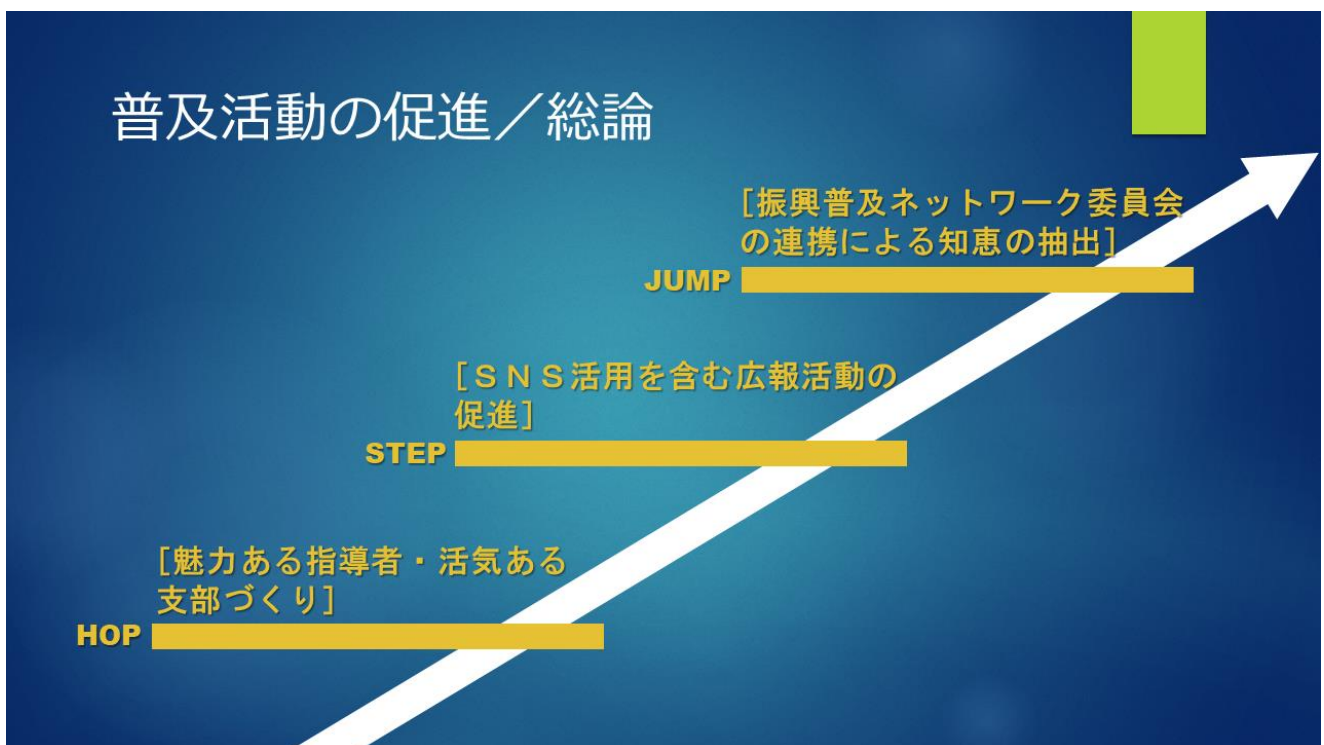 普及活動の促進／総論
[振興普及ネットワーク委員会
の連携による知恵の抽出]
JUMP
[ＳＮＳ活用を含む広報活動の
促進]
STEP
[魅力ある指導者・活気ある
支部づくり]
HOP